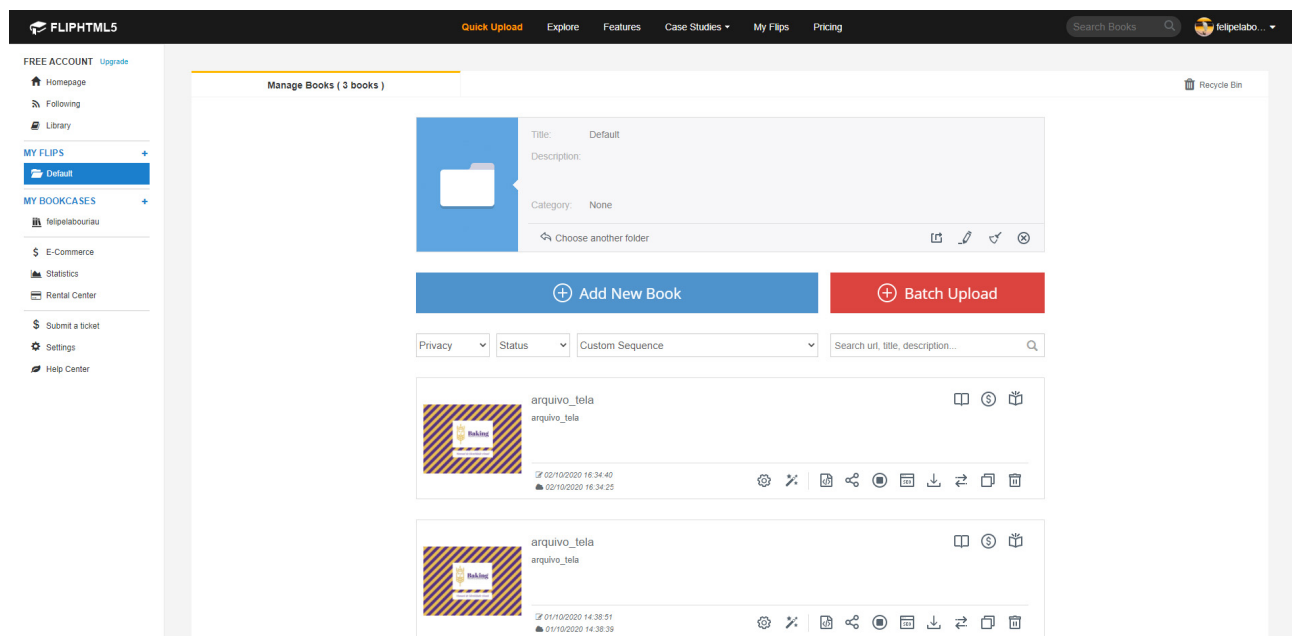 FLIPHTML5
Quick Upload Explore Features Case Studies My Flips Pricing Search Books felipelabo...
FREE ACCOUNT Upgrade
Homepage
Following
Library
MY FLIPS +
Default
MY BOOKCASES +
felipelabouriau
$ E-Commerce
Statistics
Rental Center
$ Submit a ticket
Settings
Help Center
Manage Books ( 3 books )
Recycle Bin
Title: Default
Description:
Category: None
Choose another folder
Add New Book
Batch Upload
Privacy Status Custom Sequence Search url, title, description...
arquivo_tela
arquivo_tela
Baking
02/10/2020 16:34:40
02/10/2020 16:34:25
arquivo_tela
arquivo_tela
Baking
01/10/2020 14:38:51
01/10/2020 14:38:39